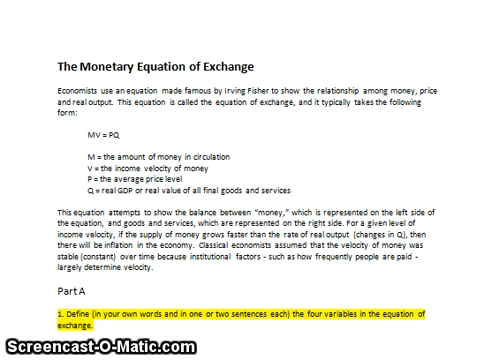 The Monetary Equation of Exchange
Economists use an equation made famous by Irving Fisher to show the relationship among money, price
and real output. This equation is called the equation of exchange, and it typically takes the following
form:
MV = PQ
M = the amount of money in circulation
V = the income velocity of money
P = the average price level
Q = real GDP or real value of all final goods and services
This equation attempts to show the balance between "money," which is represented on the left side of
the equation, and goods and services, which are represented on the right side. For a given level of
income velocity, if the supply of money grows faster than the rate of real output (changes in Q), then
there will be inflation in the economy. Classical economists assumed that the velocity of money was
stable (constant) over time because institutional factors - such as how frequently people are paid -
largely determine velocity.
Part A
1. Define (in your own words and in one or two sentences each) the four variables in the equation of
exchange.
Screencast-O-Matic.com